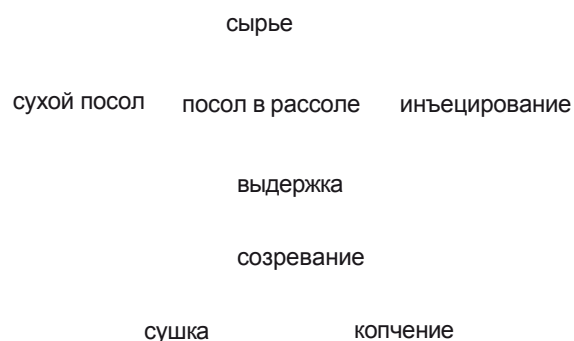 сырье
сухой посол посол в рассоле инъецирование
выдержка
созревание
сушка копчение